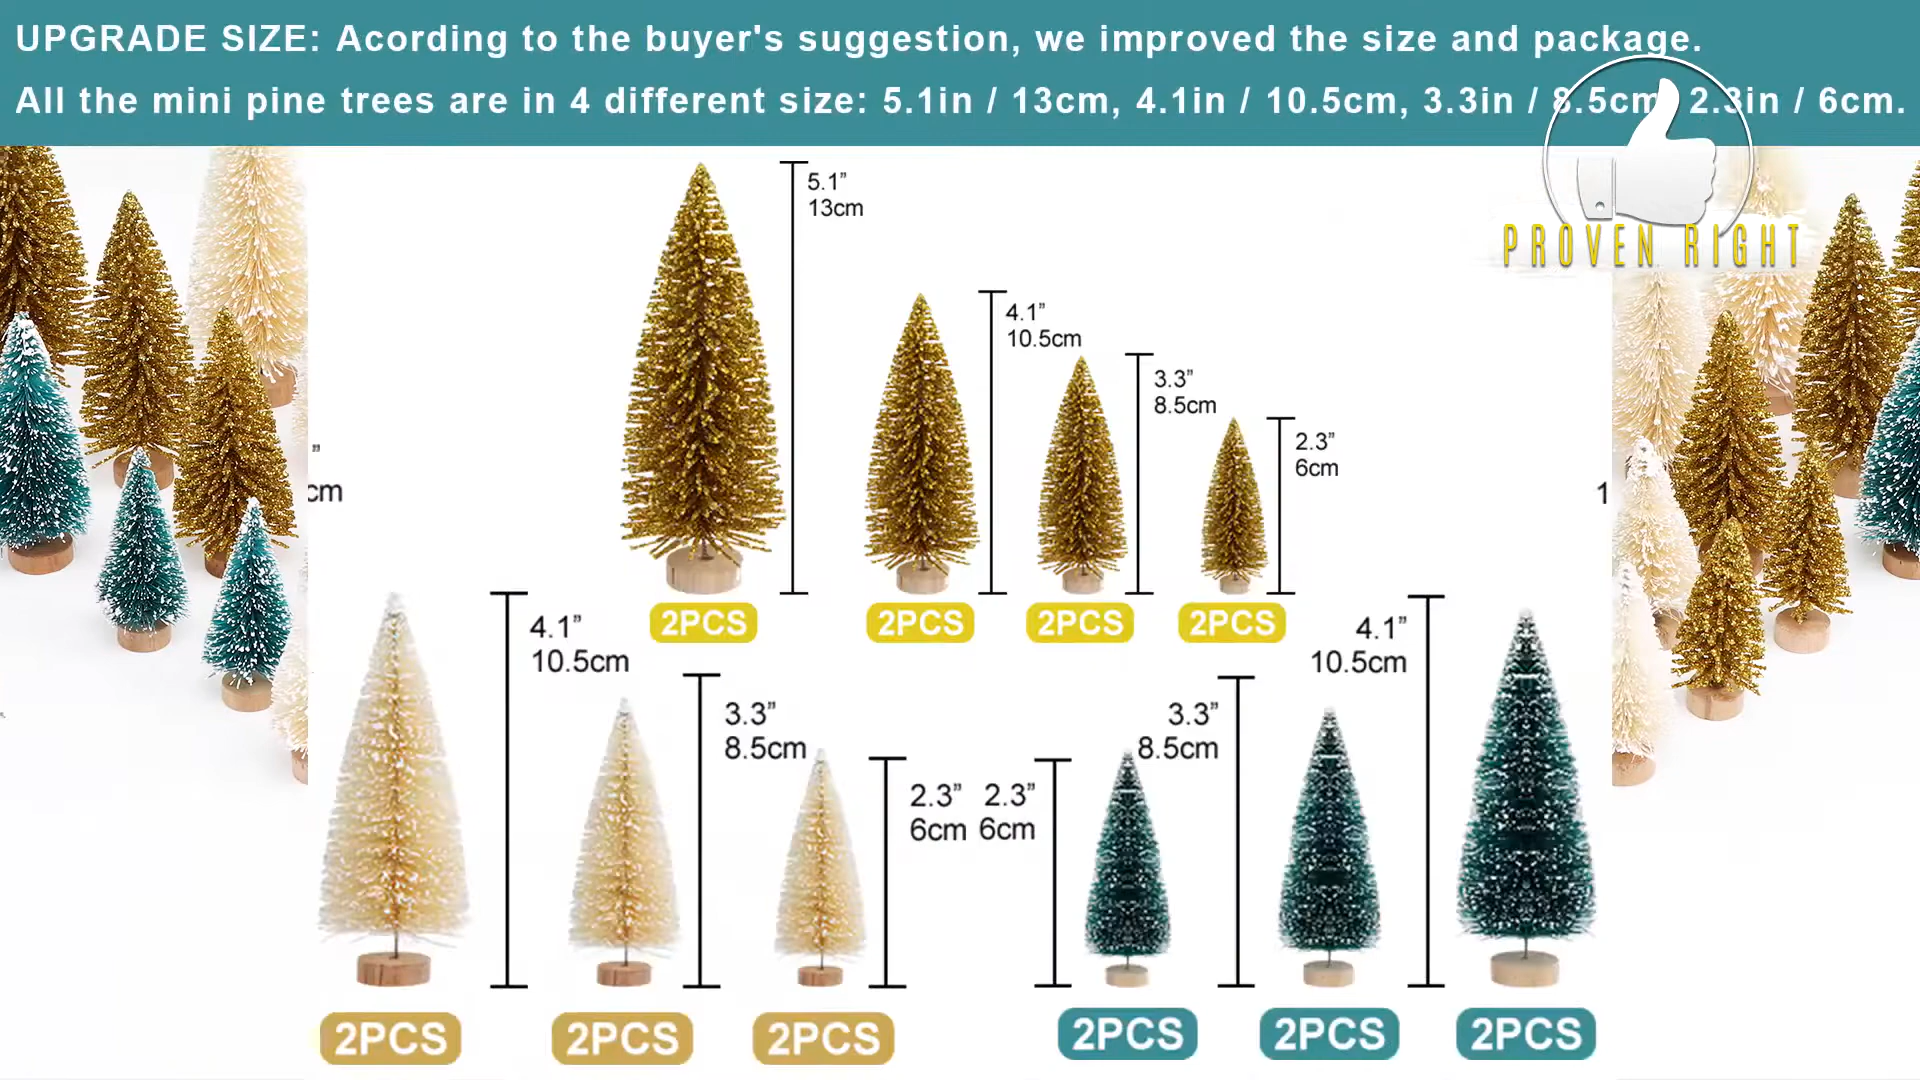 UPGRADE SIZE: Acording to the buyer's suggestion, we improved the size and package.
All the mini pine trees are in 4 different size: 5.1in / 13cm, 4.1in / 10.5cm, 3.3in / 8.5cm, 2.3in / 6cm.
PROVEN RIGHT
5.1”
13cm
4.1”
10.5cm
3.3”
8.5cm
2.3”
6cm
”
cm
1
2PCS
2PCS
2PCS
2PCS
4.1”
10.5cm
3.3”
8.5cm
2.3”
6cm
2.3”
6cm
3.3”
8.5cm
4.1”
10.5cm
2PCS
2PCS
2PCS
2PCS
2PCS
2PCS